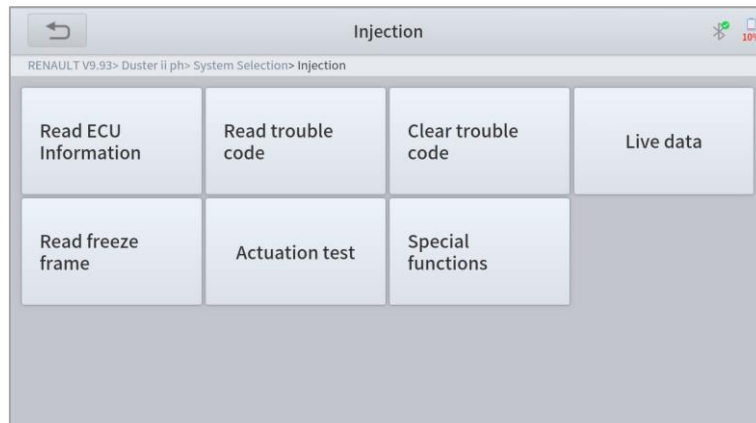 Injection
10%
RENAULT V9.93> Duster ii ph> System Selection> Injection
Read ECU
Information
Read trouble
code
Clear trouble
code
Live data
Read freeze
frame
Actuation test
Special
functions